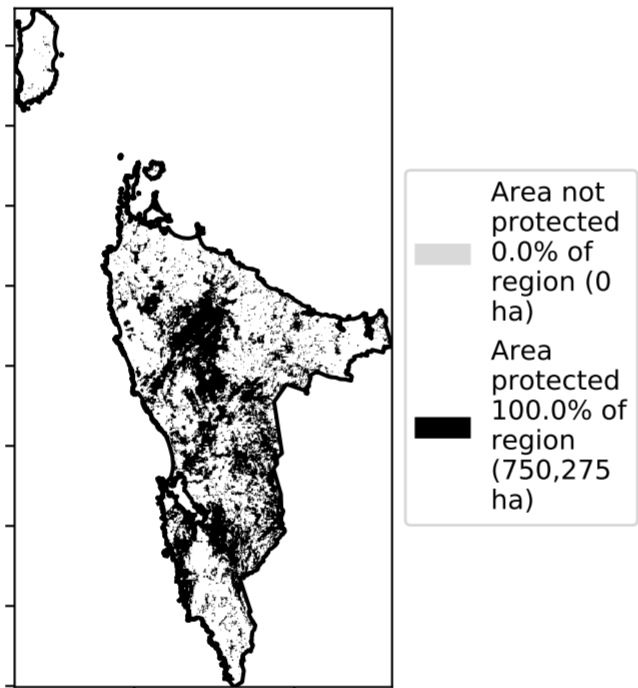 Area not
protected
0.0% of
region (0
ha)
Area
protected
100.0% of
region
(750,275
ha)